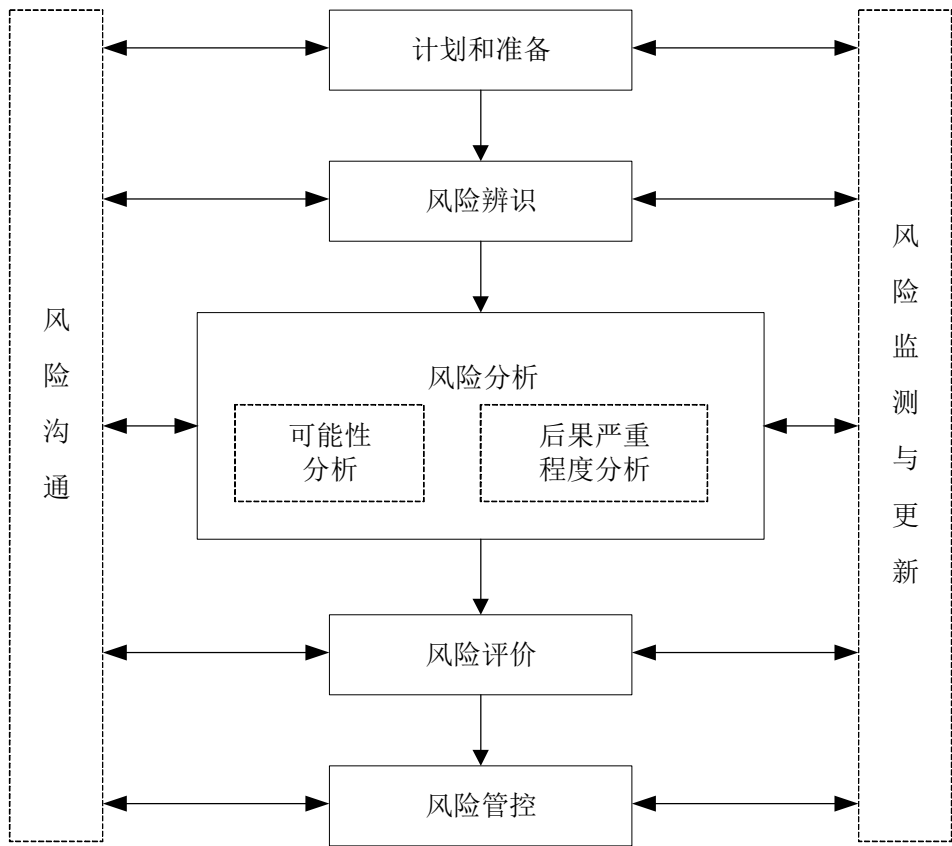 计划和准备
风险辨识
风险沟通
风险监测与更新
风险分析
可能性
分析
后果严重
程度分析
风险评价
风险管控